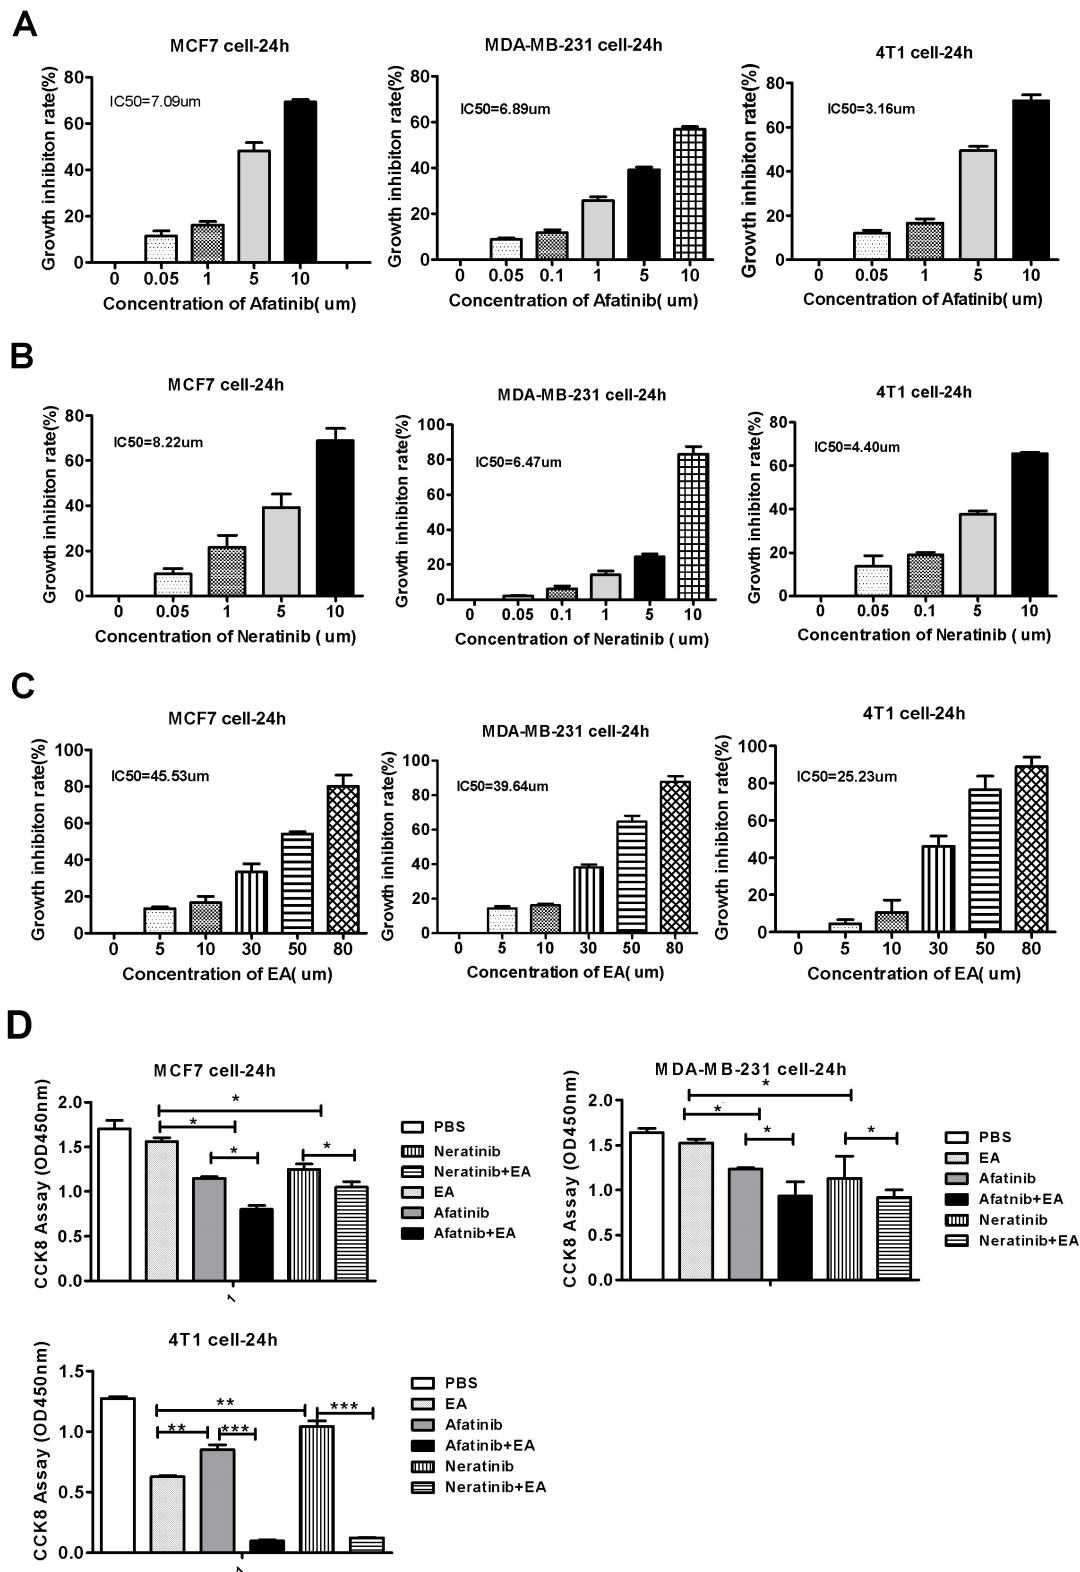 A
MCF7 cell-24h
Growth inhibiton rate(%)
80
60
40
20
0
IC50=7.09um
0 0.05 1 5 10
Concentration of Afatinib( um)
MDA-MB-231 cell-24h
Growth inhibiton rate(%)
80
60
40
20
0
IC50=6.89um
0 0.05 0.1 1 5 10
Concentration of Afatinib( um)
4T1 cell-24h
Growth inhibiton rate(%)
80
60
40
20
0
IC50=3.16um
0 0.05 1 5 10
Concentration of Afatinib( um)
B
MCF7 cell-24h
Growth inhibiton rate(%)
80
60
40
20
0
IC50=8.22um
0 0.05 1 5 10
Concentration of Neratinib ( um)
MDA-MB-231 cell-24h
Growth inhibiton rate(%)
100
80
60
40
20
0
IC50=6.47um
0 0.05 0.1 1 5 10
Concentration of Neratinib ( um)
4T1 cell-24h
Growth inhibiton rate(%)
80
60
40
20
0
IC50=4.40um
0 0.05 0.1 5 10
Concentration of Neratinib ( um)
C
MCF7 cell-24h
Growth inhibiton rate(%)
100
80
60
40
20
0
IC50=45.53um
0 5 10 30 50 80
Concentration of EA( um)
MDA-MB-231 cell-24h
Growth inhibiton rate(%)
100
80
60
40
20
0
IC50=39.64um
0 5 10 30 50 80
Concentration of EA( um)
4T1 cell-24h
Growth inhibiton rate(%)
100
80
60
40
20
0
IC50=25.23um
0 5 10 30 50 80
Concentration of EA( um)
D
MCF7 cell-24h
CCK8 Assay (OD450nm)
2.0
1.5
1.0
0.5
0.0
*
*
* *
1
PBS
Neratinib
Neratinib+EA
EA
Afatinib
Afatnib+EA
MDA-MB-231 cell-24h
CCK8 Assay (OD450nm)
2.0
1.5
1.0
0.5
0.0
*
*
* *
PBS
EA
Afatinib
Afatnib+EA
Neratinib
Neratinib+EA
4T1 cell-24h
CCK8 Assay (OD450nm)
1.5
1.0
0.5
0.0
** ***
** ***
1
PBS
EA
Afatinib
Afatinib+EA
Neratinib
Neratinib+EA